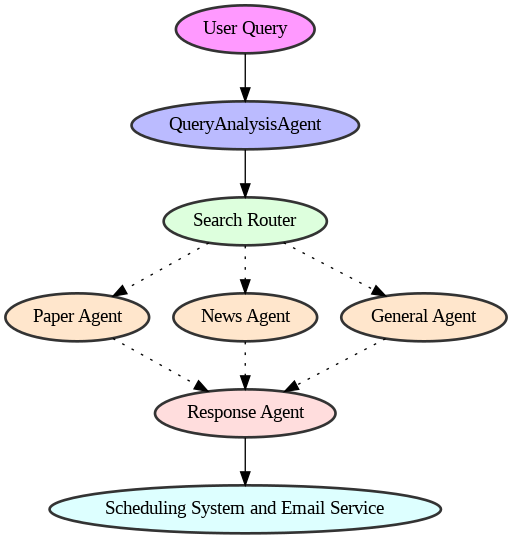 User Query
QueryAnalysisAgent
Search Router
Paper Agent
News Agent
General Agent
Response Agent
Scheduling System and Email Service